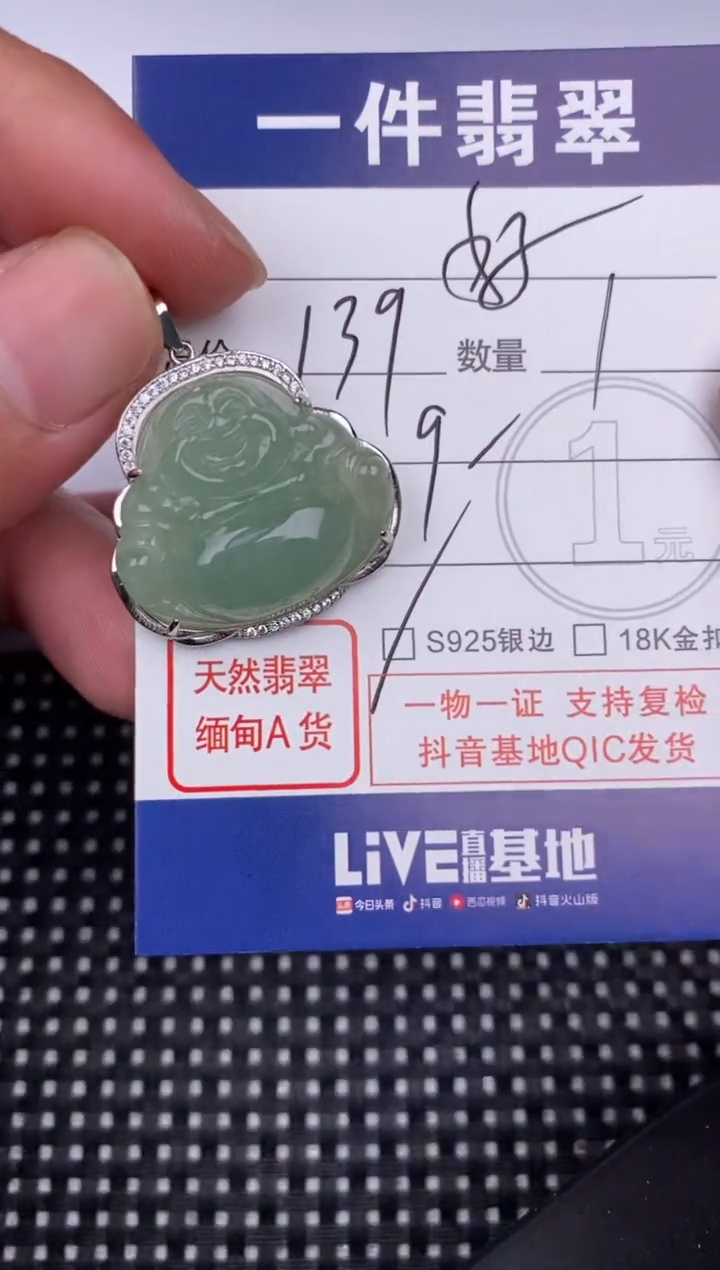 一件翡翠
好
价 139 数量 1
9
1元
S925银边 18K金扣
天然翡翠
缅甸A货
一物一证 支持复检
抖音基地QIC发货
LiVE直播基地
今日头条 抖音 西瓜视频 抖音火山版